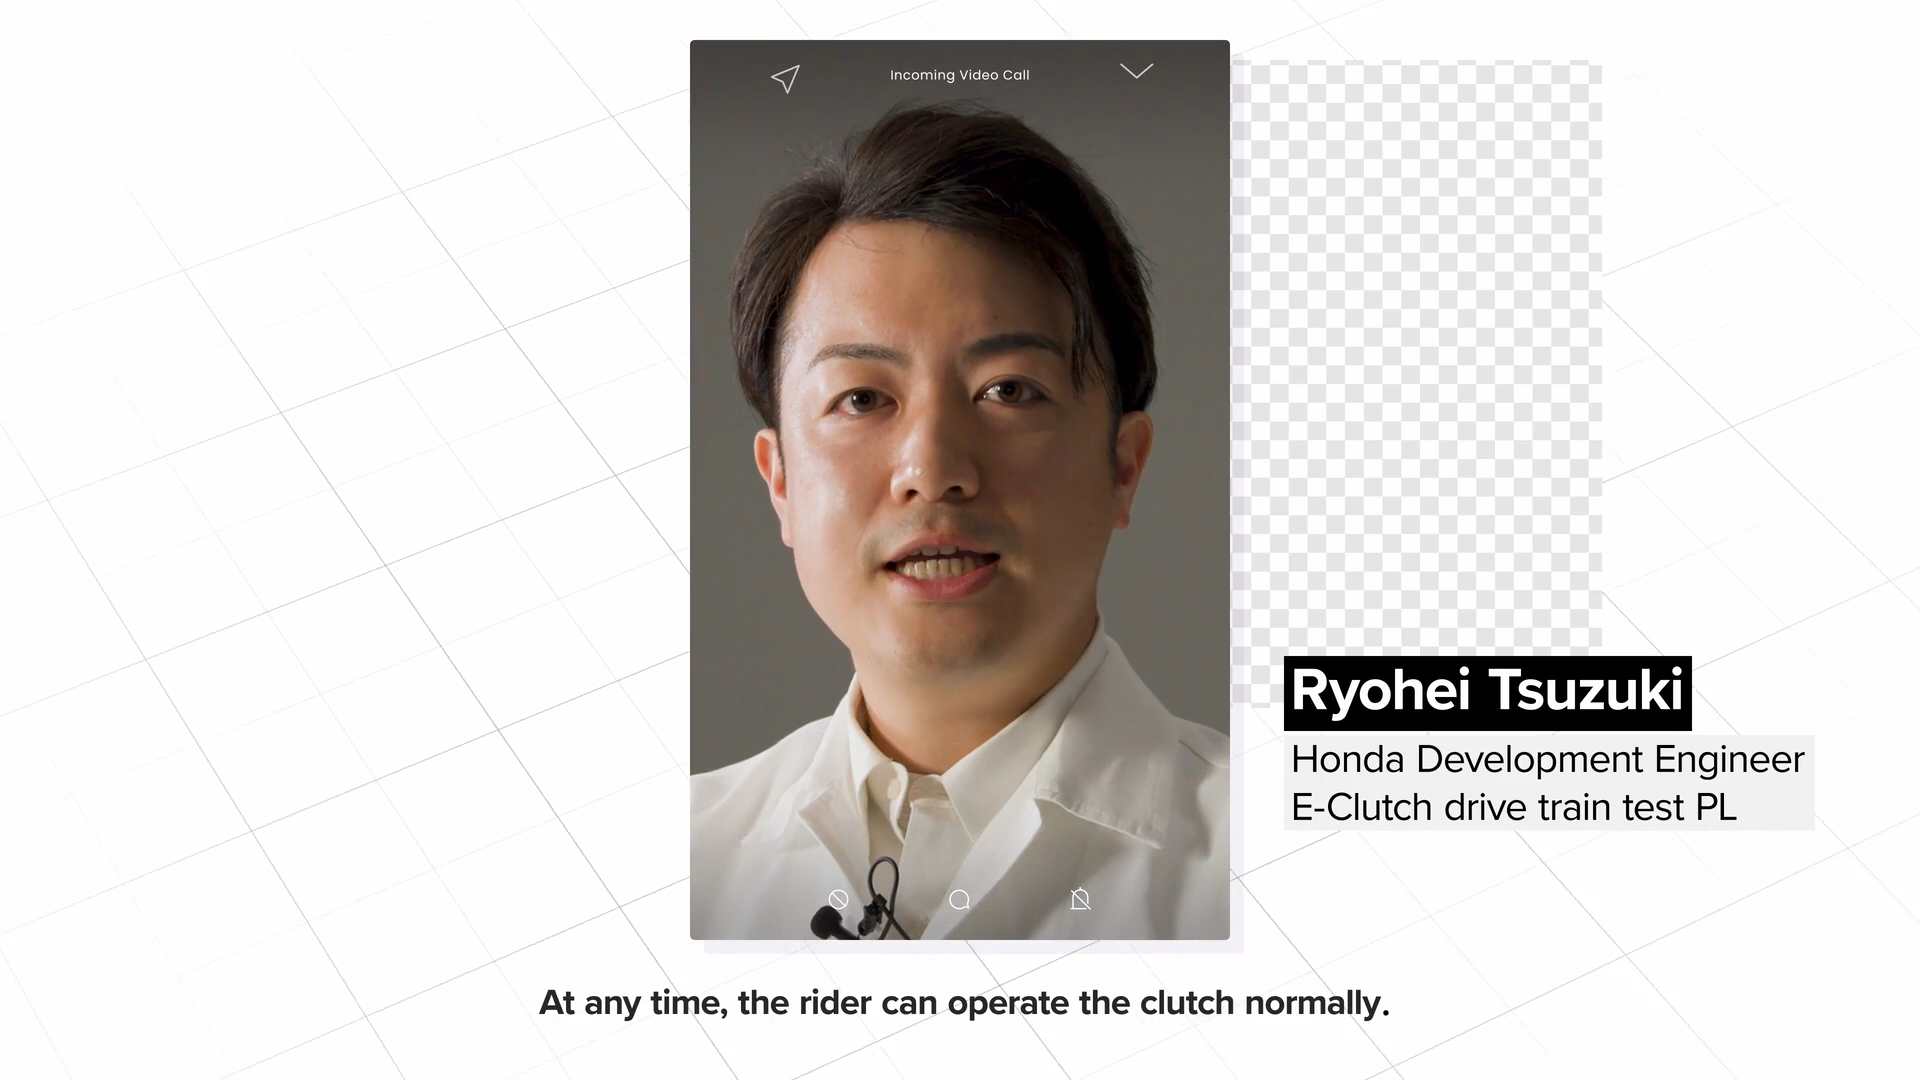 Incoming Video Call
Ryohei Tsuzuki
Honda Development Engineer
E-Clutch drive train test PL
At any time, the rider can operate the clutch normally.